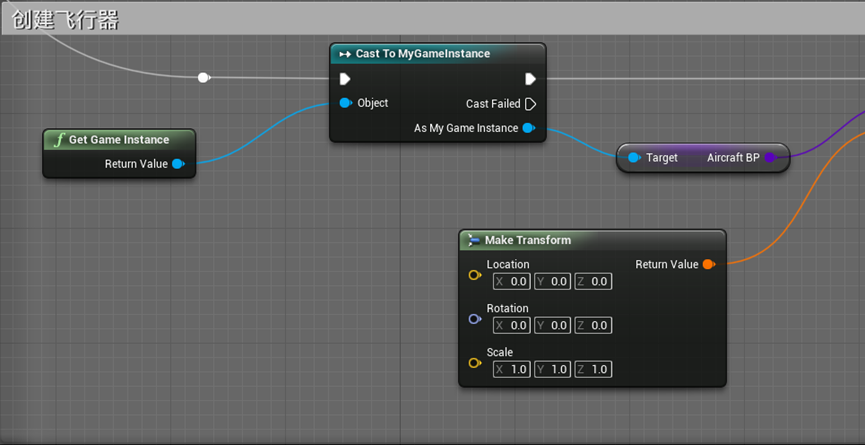 创建飞行器
Cast To MyGameInstance
Object
Cast Failed
As My Game Instance
f Get Game Instance
Return Value
Target
Aircraft BP
Make Transform
Location
Return Value
X 0.0 Y 0.0 Z 0.0
Rotation
X 0.0 Y 0.0 Z 0.0
Scale
X 1.0 Y 1.0 Z 1.0